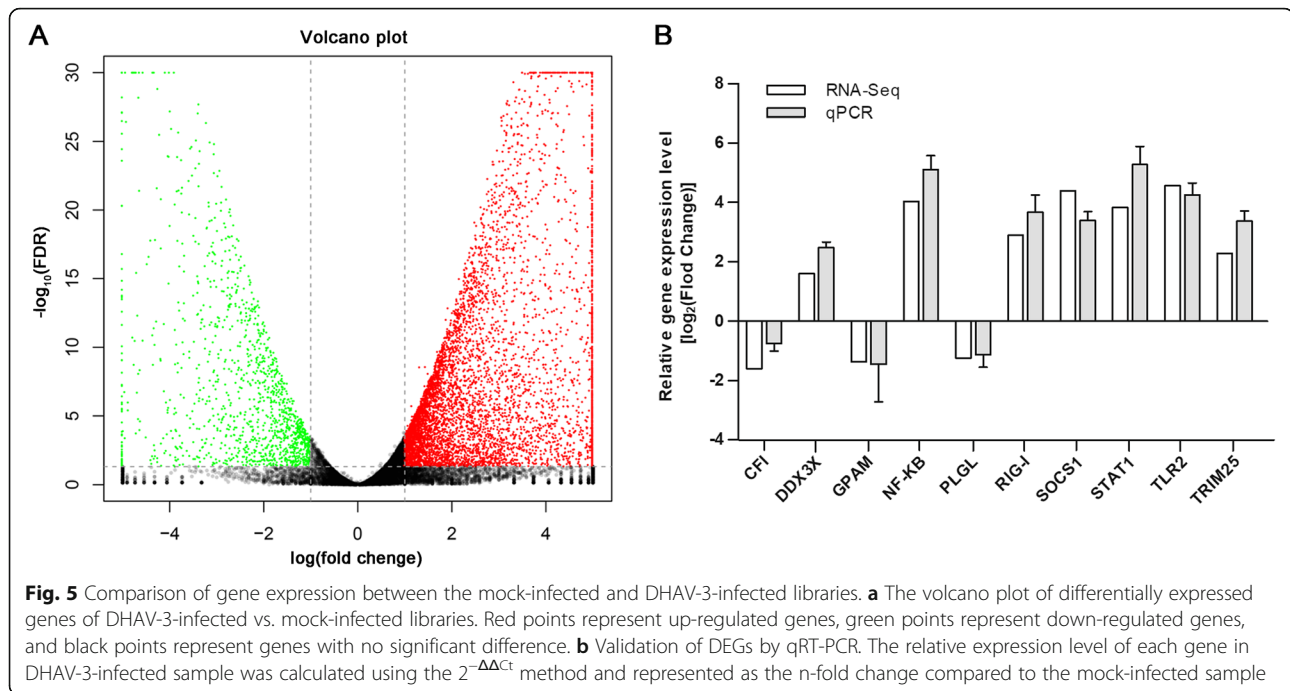 A
Volcano plot
30
25
20
15
10
5
0
-log10(FDR)
−4
−2
0
2
4
log(fold chenge)
B
RNA-Seq
qPCR
8
6
4
2
0
-2
-4
Relative gene expression level
[log2(Flod Change)]
CFI
DDX3X
GPAM
NF-KB
PLGL
RIG-I
SOCS1
STAT1
TLR2
TRIM25
Fig. 5 Comparison of gene expression between the mock-infected and DHAV-3-infected libraries. a The volcano plot of differentially expressed
genes of DHAV-3-infected vs. mock-infected libraries. Red points represent up-regulated genes, green points represent down-regulated genes,
and black points represent genes with no significant difference. b Validation of DEGs by qRT-PCR. The relative expression level of each gene in
DHAV-3-infected sample was calculated using the 2−ΔΔCt method and represented as the n-fold change compared to the mock-infected sample